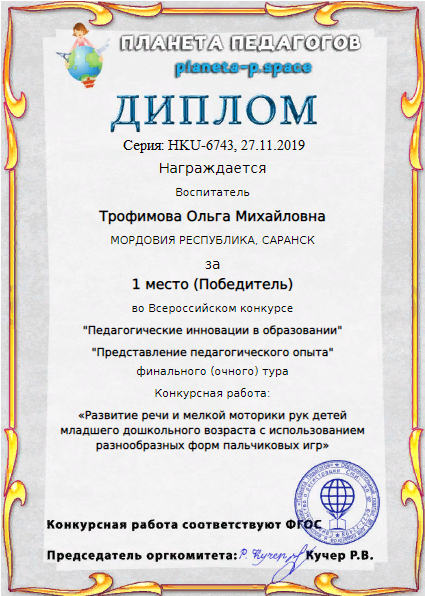 ПЛАНЕТА ПЕДАГОГОВ
planeta-p.space
ДИПЛОМ
Серия: HKU-6743, 27.11.2019
Награждается
Воспитатель
Трофимова Ольга Михайловна
МОРДОВИЯ РЕСПУБЛИКА, САРАНСК
за
1 место (Победитель)
во Всероссийском конкурсе
"Педагогические инновации в образовании"
"Представление педагогического опыта"
финального (очного) тура
Конкурсная работа:
«Развитие речи и мелкой моторики рук детей
младшего дошкольного возраста с использованием
разнообразных форм пальчиковых игр»
Конкурсная работа соответствуют ФГОС
Председатель оргкомитета: Р. Кучер Кучер Р.В.